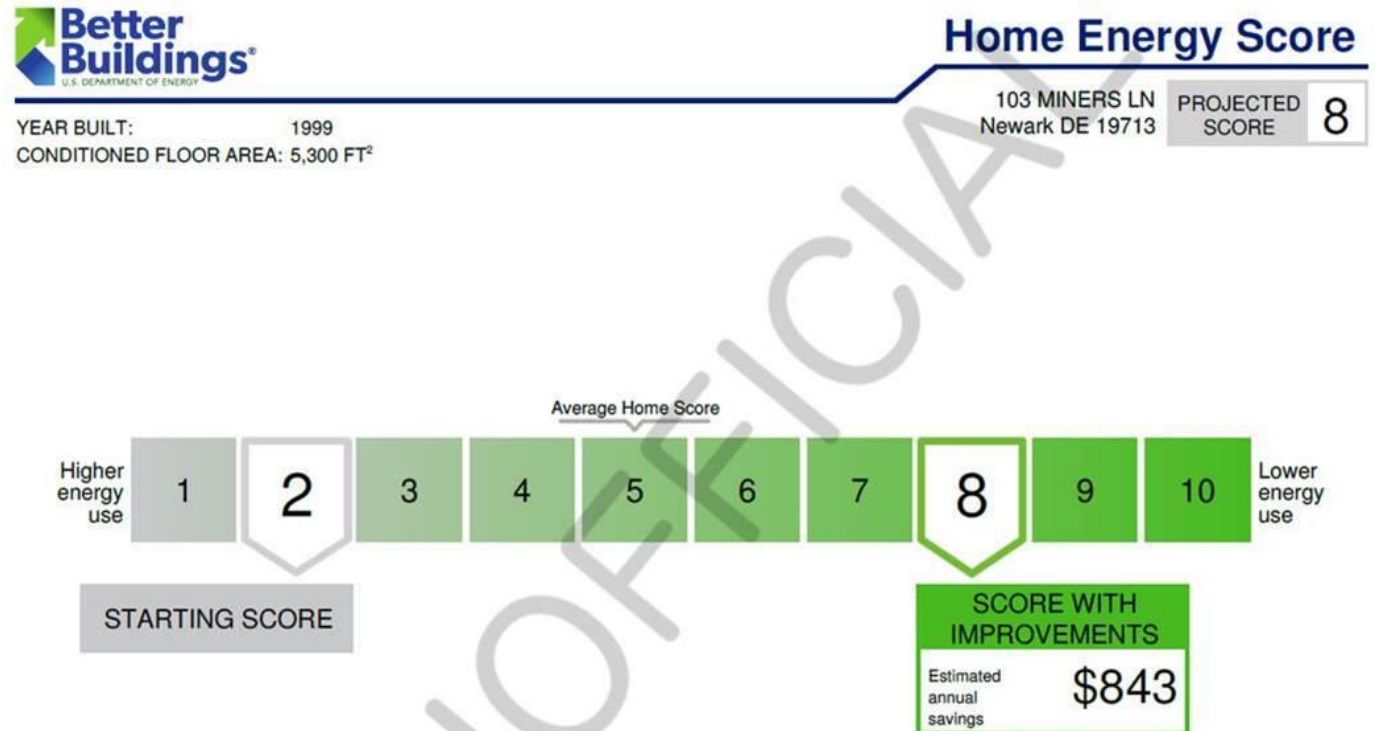 Better
Buildings®
U.S. DEPARTMENT OF ENERGY
Home Energy Score
103 MINERS LN
Newark DE 19713
PROJECTED
SCORE
8
YEAR BUILT: 1999
CONDITIONED FLOOR AREA: 5,300 FT²
Average Home Score
Higher
energy
use
1 2 3 4 5 6 7 8 9 10
Lower
energy
use
STARTING SCORE
SCORE WITH
IMPROVEMENTS
Estimated
annual
savings
$843
OFFICIAL